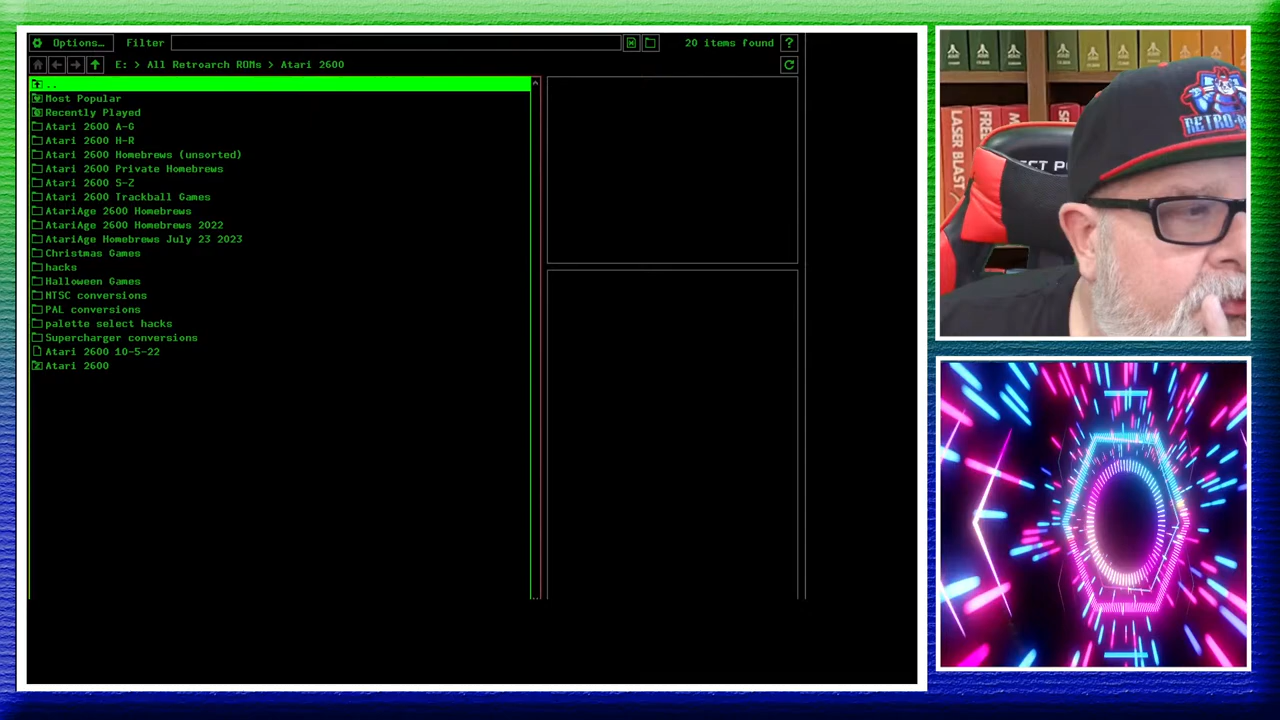 Options…
Filter
20 items found
?
E: > All Retroarch ROMs > Atari 2600
..
Most Popular
Recently Played
Atari 2600 A-G
Atari 2600 H-R
Atari 2600 Homebrews (unsorted)
Atari 2600 Private Homebrews
Atari 2600 S-Z
Atari 2600 Trackball Games
AtariAge 2600 Homebrews
AtariAge 2600 Homebrews 2022
AtariAge Homebrews July 23 2023
Christmas Games
hacks
Halloween Games
NTSC conversions
PAL conversions
palette select hacks
Supercharger conversions
Atari 2600 10-5-22
Atari 2600
LASER BLAST